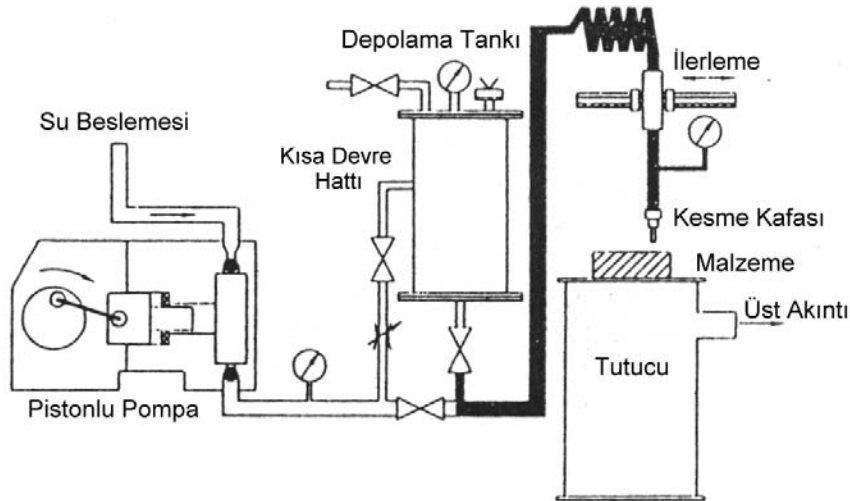 Depolama Tankı
İlerleme
Su Beslemesi
Kısa Devre
Hattı
Kesme Kafası
Malzeme
Üst Akıntı
Tutucu
Pistonlu Pompa